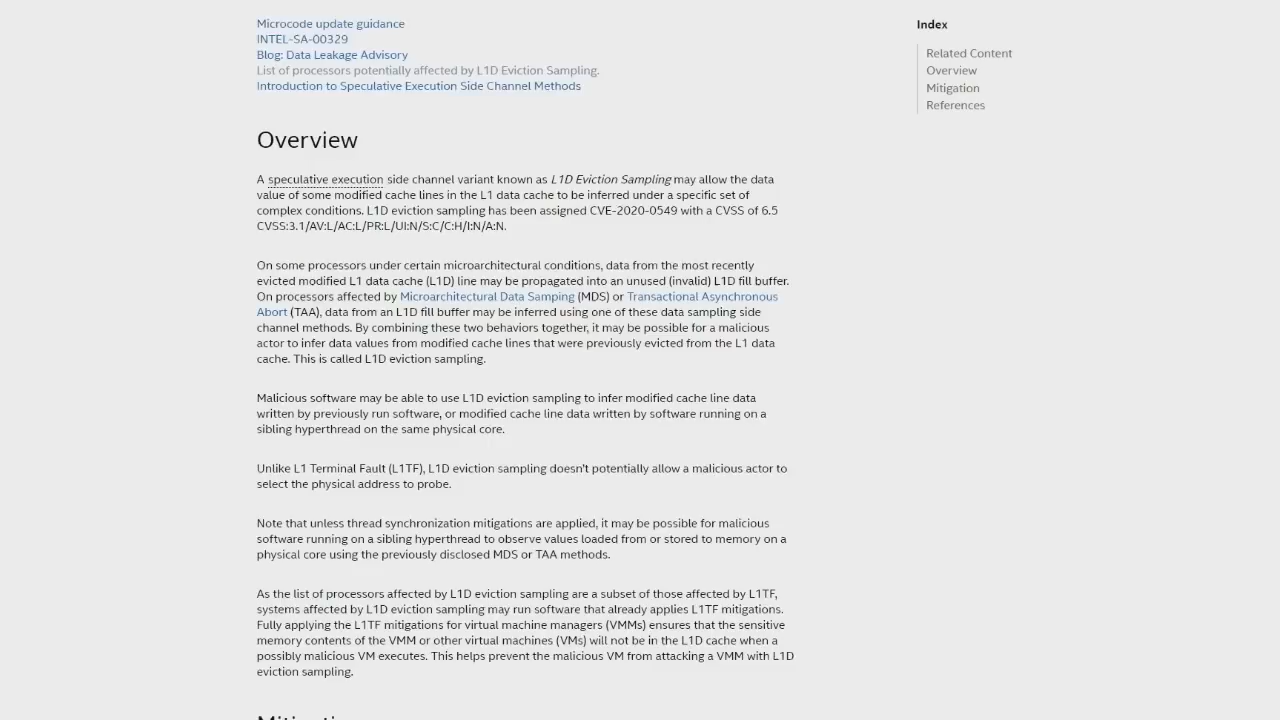 Microcode update guidance
INTEL-SA-00329
Blog: Data Leakage Advisory
List of processors potentially affected by L1D Eviction Sampling.
Introduction to Speculative Execution Side Channel Methods
Index
Related Content
Overview
Mitigation
References
Overview
A speculative execution side channel variant known as L1D Eviction Sampling may allow the data
value of some modified cache lines in the L1 data cache to be inferred under a specific set of
complex conditions. L1D eviction sampling has been assigned CVE-2020-0549 with a CVSS of 6.5
CVSS:3.1/AV:L/AC:L/PR:L/UI:N/S:C/C:H/I:N/A:N.
On some processors under certain microarchitectural conditions, data from the most recently
evicted modified L1 data cache (L1D) line may be propagated into an unused (invalid) L1D fill buffer.
On processors affected by Microarchitectural Data Samping (MDS) or Transactional Asynchronous
Abort (TAA), data from an L1D fill buffer may be inferred using one of these data sampling side
channel methods. By combining these two behaviors together, it may be possible for a malicious
actor to infer data values from modified cache lines that were previously evicted from the L1 data
cache. This is called L1D eviction sampling.
Malicious software may be able to use L1D eviction sampling to infer modified cache line data
written by previously run software, or modified cache line data written by software running on a
sibling hyperthread on the same physical core.
Unlike L1 Terminal Fault (L1TF), L1D eviction sampling doesn't potentially allow a malicious actor to
select the physical address to probe.
Note that unless thread synchronization mitigations are applied, it may be possible for malicious
software running on a sibling hyperthread to observe values loaded from or stored to memory on a
physical core using the previously disclosed MDS or TAA methods.
As the list of processors affected by L1D eviction sampling are a subset of those affected by L1TF,
systems affected by L1D eviction sampling may run software that already applies L1TF mitigations.
Fully applying the L1TF mitigations for virtual machine managers (VMMs) ensures that the sensitive
memory contents of the VMM or other virtual machines (VMs) will not be in the L1D cache when a
possibly malicious VM executes. This helps prevent the malicious VM from attacking a VMM with L1D
eviction sampling.